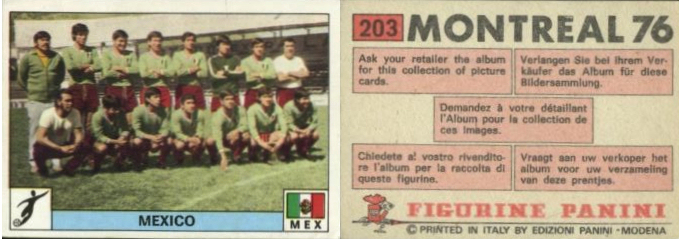 MEXICO
MEX
203 MONTREAL 76
Ask your retailer the album
for this collection of picture
cards.
Verlangen Sie bei Ihrem Ver-
käufer das Album für diese
Bildersammlung.
Demandez à votre détaillant
l'Album pour la collection de
ces images.
Chiedete al vostro rivendito-
re l'album per la raccolta di
queste figurine.
Vraagt aan uw verkoper het
album voor uw verzameling
van deze prentjes.
FIGURINE PANINI
© PRINTED IN ITALY BY EDIZIONI PANINI - MODENA